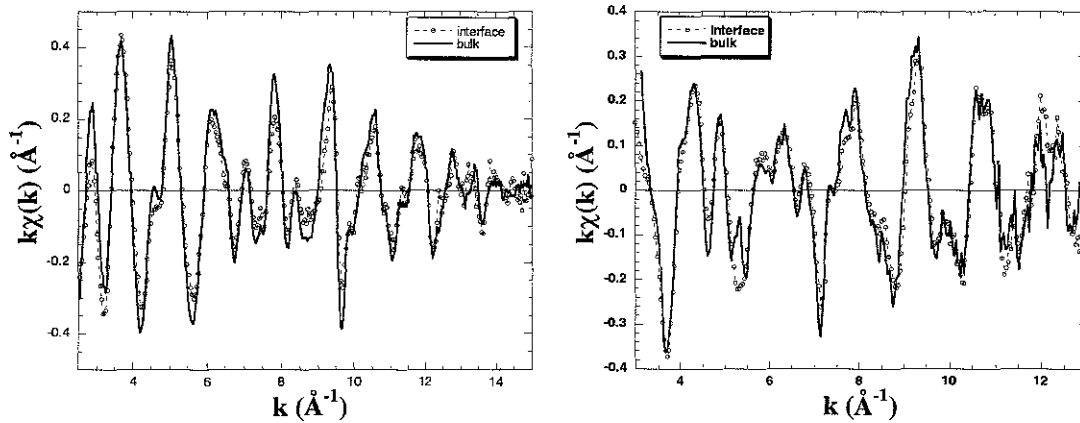 interface
bulk
0.4
0.2
0
-0.2
-0.4
kχ(k) (Å⁻¹)
4 6 8 10 12 14
k (Å⁻¹)
interface
bulk
0.4
0.3
0.2
0.1
0
-0.1
-0.2
-0.3
-0.4
kχ(k) (Å⁻¹)
4 6 8 10 12
k (Å⁻¹)